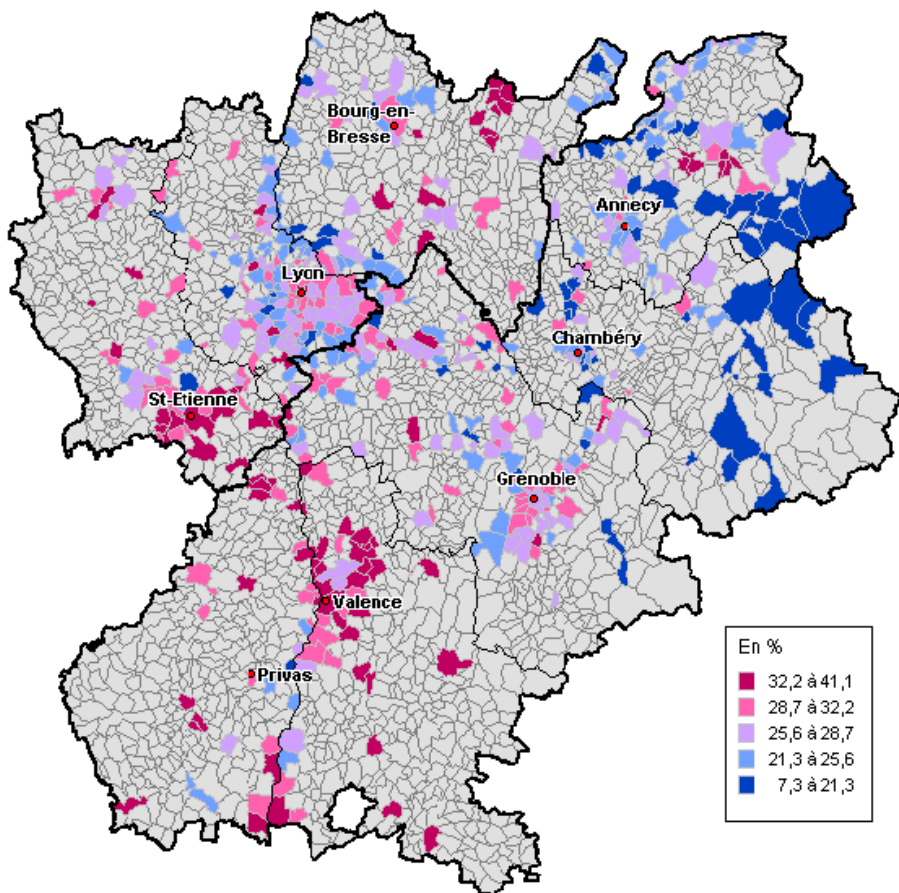 Bourg-en-
Bresse
Annecy
Lyon
Chambéry
St-Etienne
Grenoble
Valence
Privas
En %
32,2 à 41,1
28,7 à 32,2
25,6 à 28,7
21,3 à 25,6
7,3 à 21,3